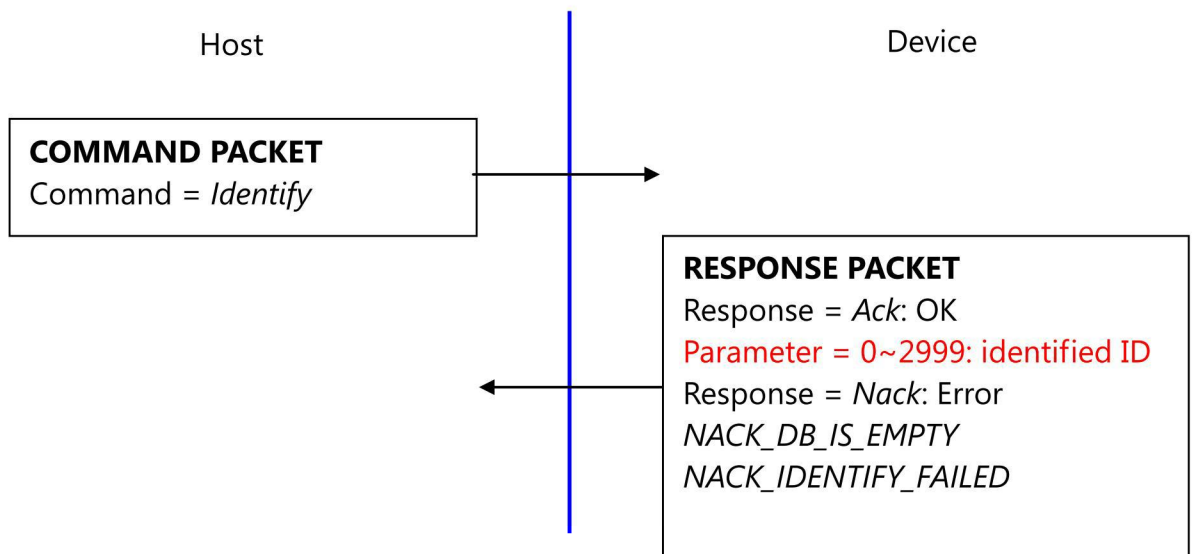 Host
Device
COMMAND PACKET
Command = Identify
RESPONSE PACKET
Response = Ack: OK
Parameter = 0~2999: identified ID
Response = Nack: Error
NACK_DB_IS_EMPTY
NACK_IDENTIFY_FAILED